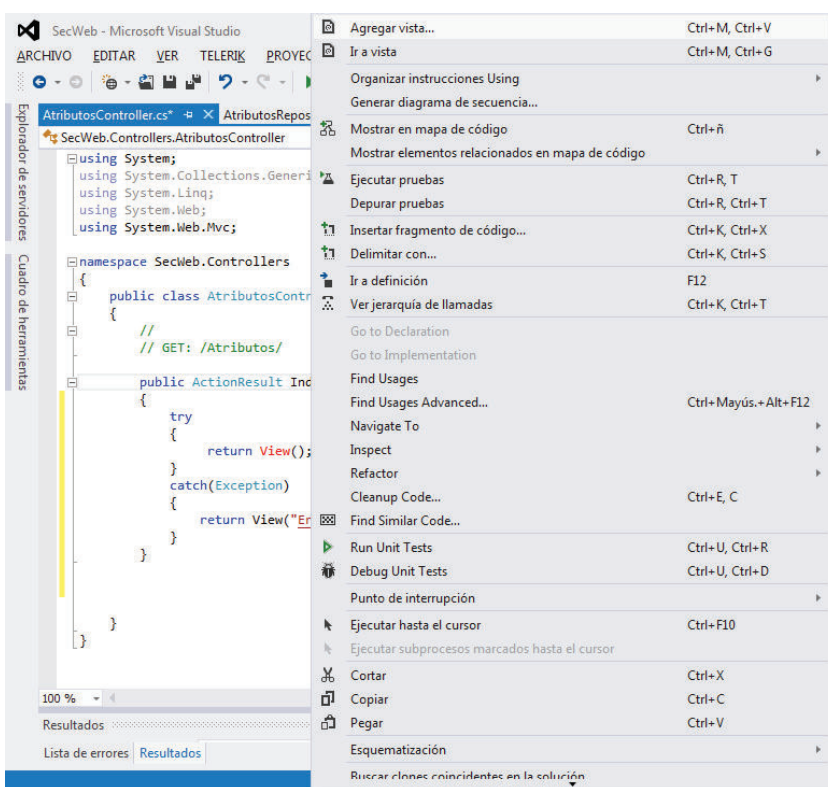 SecWeb - Microsoft Visual Studio
ARCHIVO EDITAR VER TELERIK PROYEC
AtributosController.cs* AtributosRepos
SecWeb.Controllers.AtributosController
Explorador de servidores
Cuadro de herramientas
using System;
using System.Collections.Generi
using System.Linq;
using System.Web;
using System.Web.Mvc;
namespace SecWeb.Controllers
{
public class AtributosContr
{
//
// GET: /Atributos/
public ActionResult Ind
{
try
{
return View();
}
catch(Exception)
{
return View("Er
}
}
}
}
100 %
Resultados
Lista de errores Resultados
Agregar vista... Ctrl+M, Ctrl+V
Ir a vista Ctrl+M, Ctrl+G
Organizar instrucciones Using
Generar diagrama de secuencia...
Mostrar en mapa de código Ctrl+ñ
Mostrar elementos relacionados en mapa de código
Ejecutar pruebas Ctrl+R, T
Depurar pruebas Ctrl+R, Ctrl+T
Insertar fragmento de código... Ctrl+K, Ctrl+X
Delimitar con... Ctrl+K, Ctrl+S
Ir a definición F12
Ver jerarquía de llamadas Ctrl+K, Ctrl+T
Go to Declaration
Go to Implementation
Find Usages
Find Usages Advanced... Ctrl+Mayús.+Alt+F12
Navigate To
Inspect
Refactor
Cleanup Code... Ctrl+E, C
Find Similar Code...
Run Unit Tests Ctrl+U, Ctrl+R
Debug Unit Tests Ctrl+U, Ctrl+D
Punto de interrupción
Ejecutar hasta el cursor Ctrl+F10
Ejecutar subprocesos marcados hasta el cursor
Cortar Ctrl+X
Copiar Ctrl+C
Pegar Ctrl+V
Esquematización
Buscar clones coincidentes en la solución